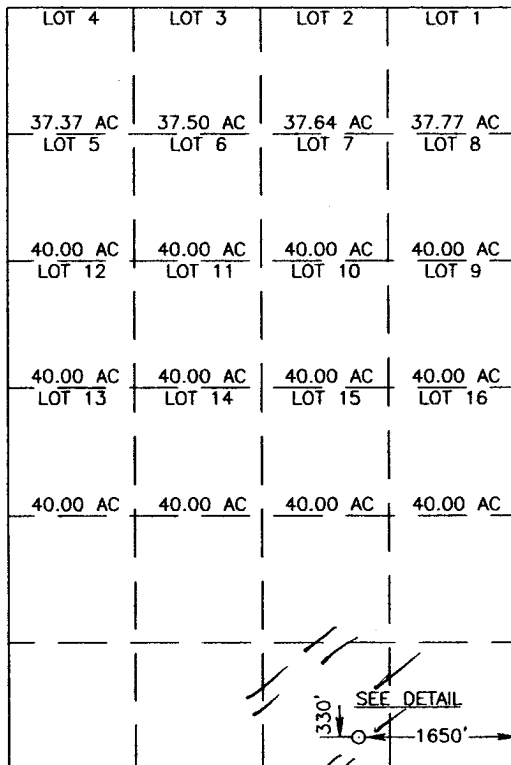 LOT 4 LOT 3 LOT 2 LOT 1
37.37 AC 37.50 AC 37.64 AC 37.77 AC
LOT 5 LOT 6 LOT 7 LOT 8
40.00 AC 40.00 AC 40.00 AC 40.00 AC
LOT 12 LOT 11 LOT 10 LOT 9
40.00 AC 40.00 AC 40.00 AC 40.00 AC
LOT 13 LOT 14 LOT 15 LOT 16
40.00 AC 40.00 AC 40.00 AC 40.00 AC
SEE DETAIL
330'
1650'